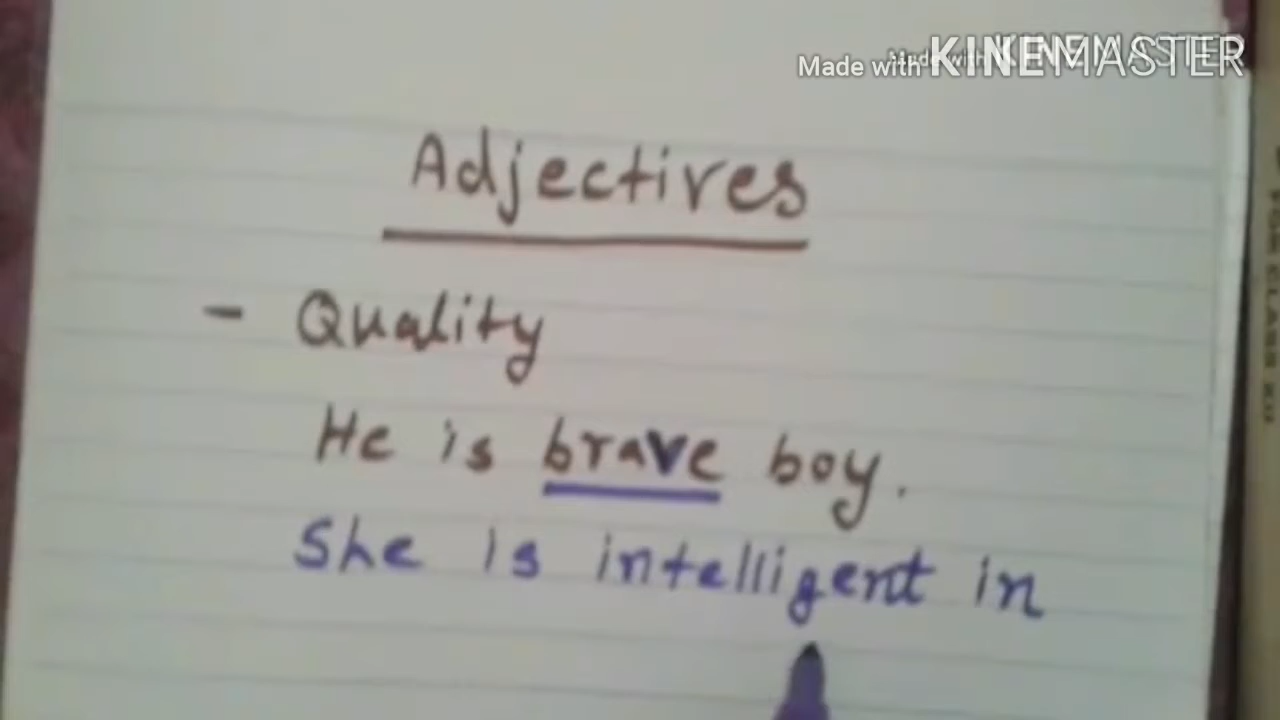 Made with KINEMASTER
Adjectives
- Quality
He is brave boy.
She is intelligent in